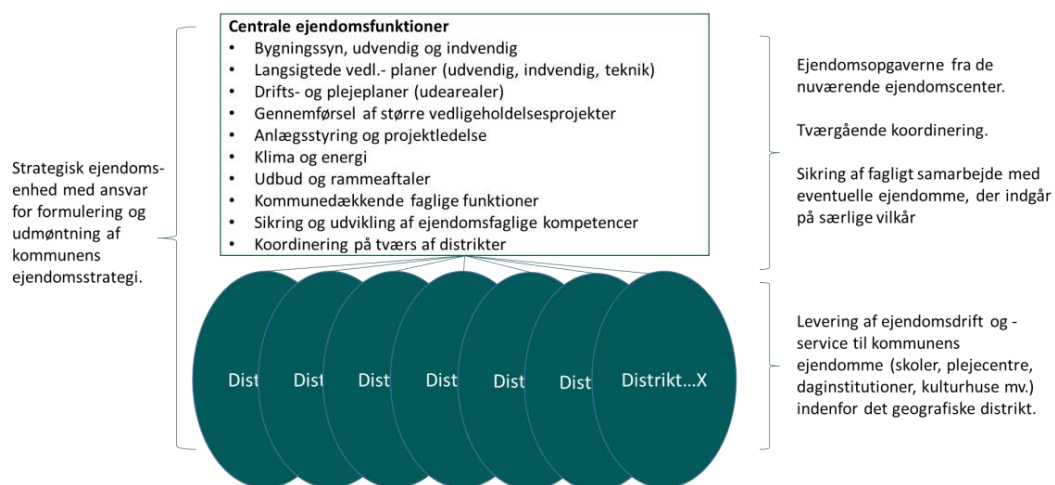 Centrale ejendomsfunktioner
• Bygningssyn, udvendig og indvendig
• Langsigtede vedl.- planer (udvendig, indvendig, teknik)
• Drifts- og plejeplaner (udearealer)
• Gennemførsel af større vedligeholdelsesprojekter
• Anlægsstyring og projektledelse
• Klima og energi
• Udbud og rammeaftaler
• Kommunedækkende faglige funktioner
• Sikring og udvikling af ejendomsfaglige kompetencer
• Koordinering på tværs af distrikter
Strategisk ejendoms-
enhed med ansvar
for formulering og
udmøntning af
kommunens
ejendomsstrategi.
Ejendomsopgaverne fra de
nuværende ejendomscenter.
Tværgående koordinering.
Sikring af fagligt samarbejde med
eventuelle ejendomme, der indgår
på særlige vilkår
Levering af ejendomsdrift og -
service til kommunens
ejendomme (skoler, plejecentre,
daginstitutioner, kulturhuse mv.)
indenfor det geografiske distrikt.
Dist
Dist
Dist
Dist
Dist
Dist
Distrikt...X